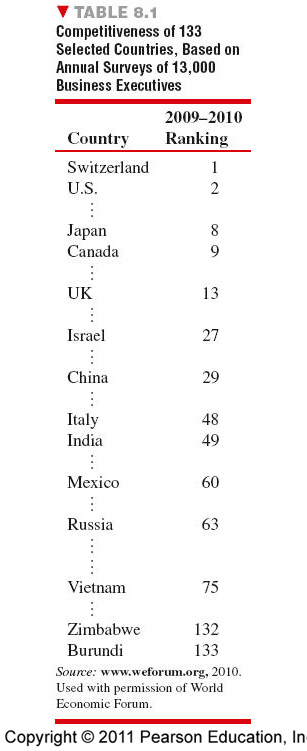 ▼ TABLE 8.1
Competitiveness of 133
Selected Countries, Based on
Annual Surveys of 13,000
Business Executives
2009–2010
Country Ranking
Switzerland 1
U.S. 2
⋮
Japan 8
Canada 9
⋮
UK 13
⋮
Israel 27
⋮
China 29
⋮
Italy 48
India 49
⋮
Mexico 60
⋮
Russia 63
⋮
⋮
Vietnam 75
⋮
Zimbabwe 132
Burundi 133
Source: www.weforum.org, 2010.
Used with permission of World
Economic Forum.
Copyright © 2011 Pearson Education, In